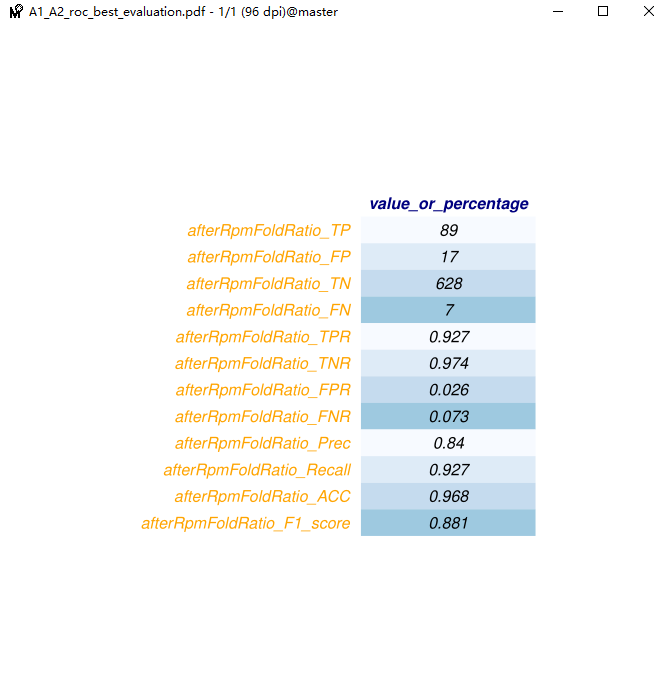 A1_A2_roc_best_evaluation.pdf - 1/1 (96 dpi)@master
value_or_percentage
afterRpmFoldRatio_TP 89
afterRpmFoldRatio_FP 17
afterRpmFoldRatio_TN 628
afterRpmFoldRatio_FN 7
afterRpmFoldRatio_TPR 0.927
afterRpmFoldRatio_TNR 0.974
afterRpmFoldRatio_FPR 0.026
afterRpmFoldRatio_FNR 0.073
afterRpmFoldRatio_Prec 0.84
afterRpmFoldRatio_Recall 0.927
afterRpmFoldRatio_ACC 0.968
afterRpmFoldRatio_F1_score 0.881